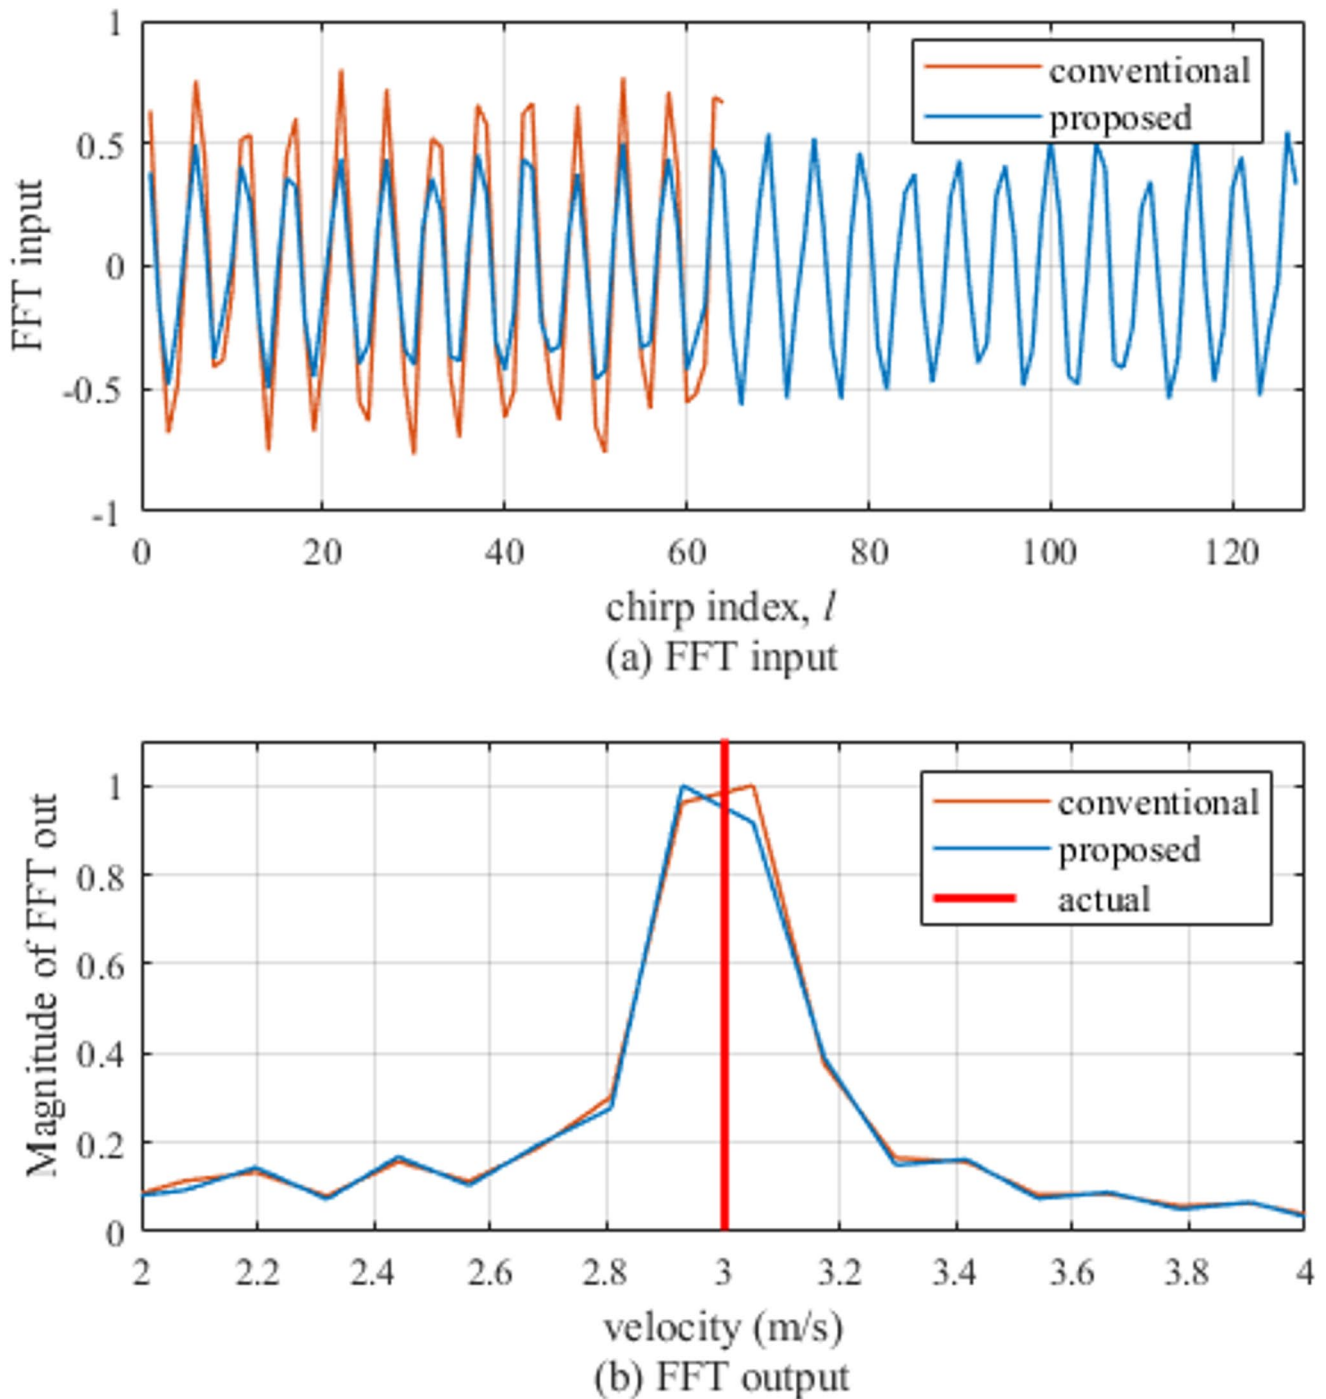 1
0.5
0
-0.5
-1
FFT input
conventional
proposed
0 20 40 60 80 100 120
chirp index, l
(a) FFT input
1
0.8
0.6
0.4
0.2
0
Magnitude of FFT out
conventional
proposed
actual
2 2.2 2.4 2.6 2.8 3 3.2 3.4 3.6 3.8 4
velocity (m/s)
(b) FFT output